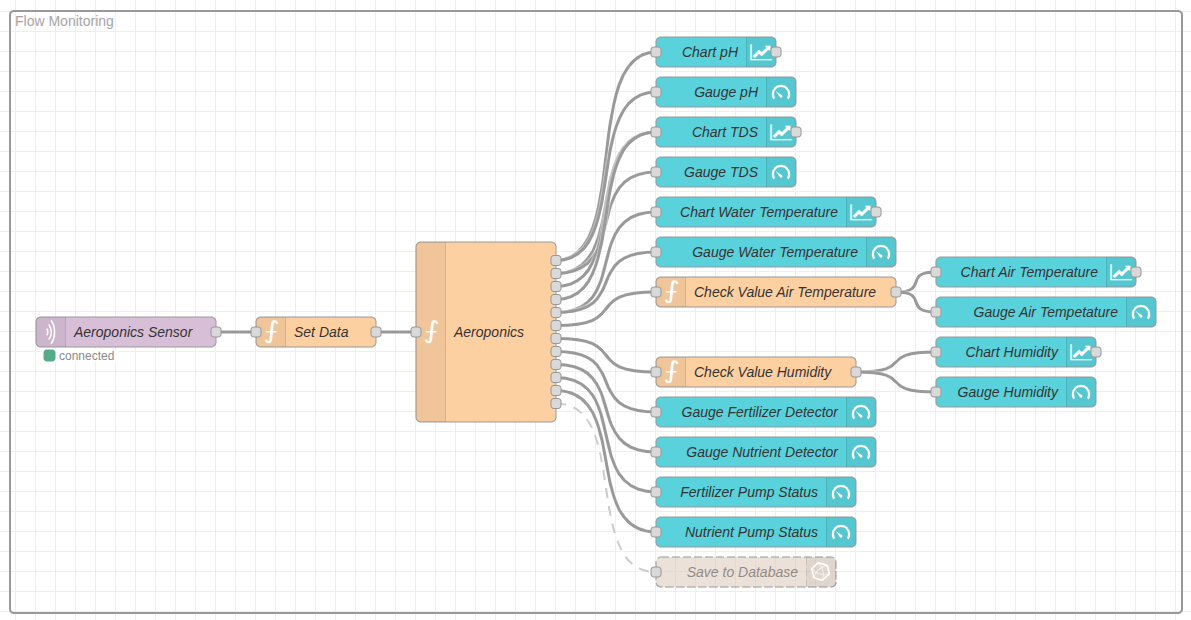 Flow Monitoring
Chart pH
Gauge pH
Chart TDS
Gauge TDS
Chart Water Temperature
Gauge Water Temperature
Check Value Air Temperature
Chart Air Temperature
Gauge Air Tempetature
Aeroponics Sensor
connected
Set Data
Aeroponics
Chart Humidity
Check Value Humidity
Gauge Humidity
Gauge Fertilizer Detector
Gauge Nutrient Detector
Fertilizer Pump Status
Nutrient Pump Status
Save to Database